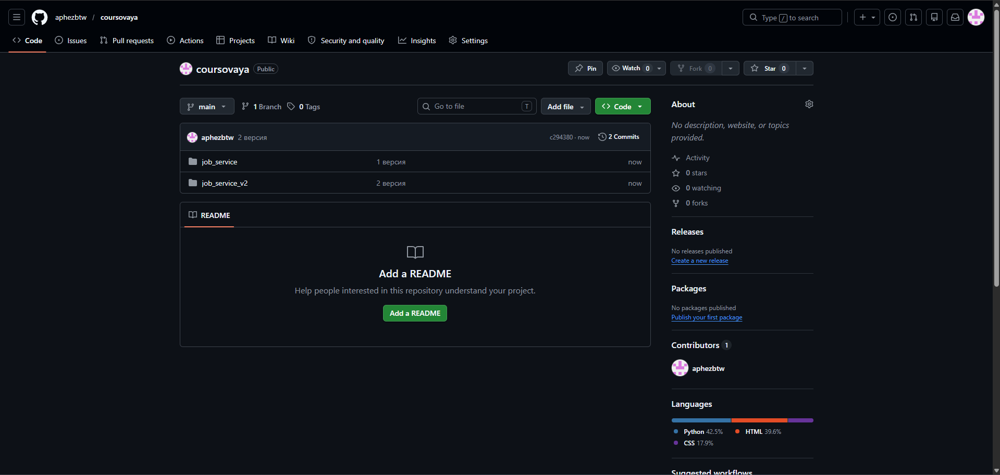 aphezbtw / coursovaya
Type / to search
Code Issues Pull requests Actions Projects Wiki Security and quality Insights Settings
coursovaya Public
Pin Watch 0 Fork 0 Star 0
main 1 Branch 0 Tags Go to file T Add file Code
aphezbtw 2 версия c294380 · now 2 Commits
job_service 1 версия now
job_service_v2 2 версия now
README
Add a README
Help people interested in this repository understand your project.
Add a README
About
No description, website, or topics
provided.
Activity
0 stars
0 watching
0 forks
Releases
No releases published
Create a new release
Packages
No packages published
Publish your first package
Contributors 1
aphezbtw
Languages
Python 42.5% HTML 39.6%
CSS 17.9%
Suggested workflows